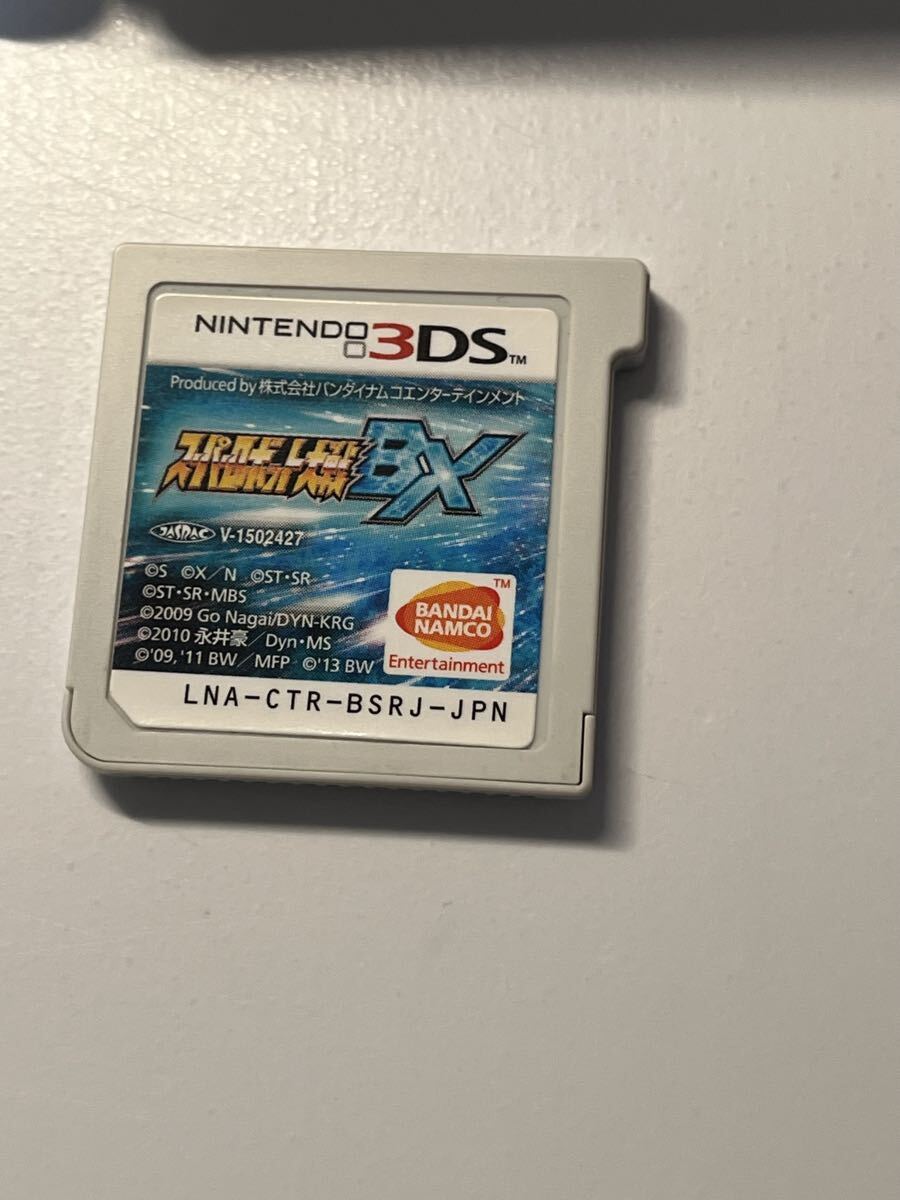 NINTENDO 3DS™
Produced by 株式会社バンダイナムコエンターテインメント
スーパーロボット大戦BX
JASRAC V-1502427
©S ©X/N ©ST・SR
©ST・SR・MBS
©2009 Go Nagai/DYN-KRG
©2010 永井豪/Dyn・MS
©'09,'11 BW/MFP ©'13 BW
TM
BANDAI
NAMCO
Entertainment
LNA-CTR-BSRJ-JPN